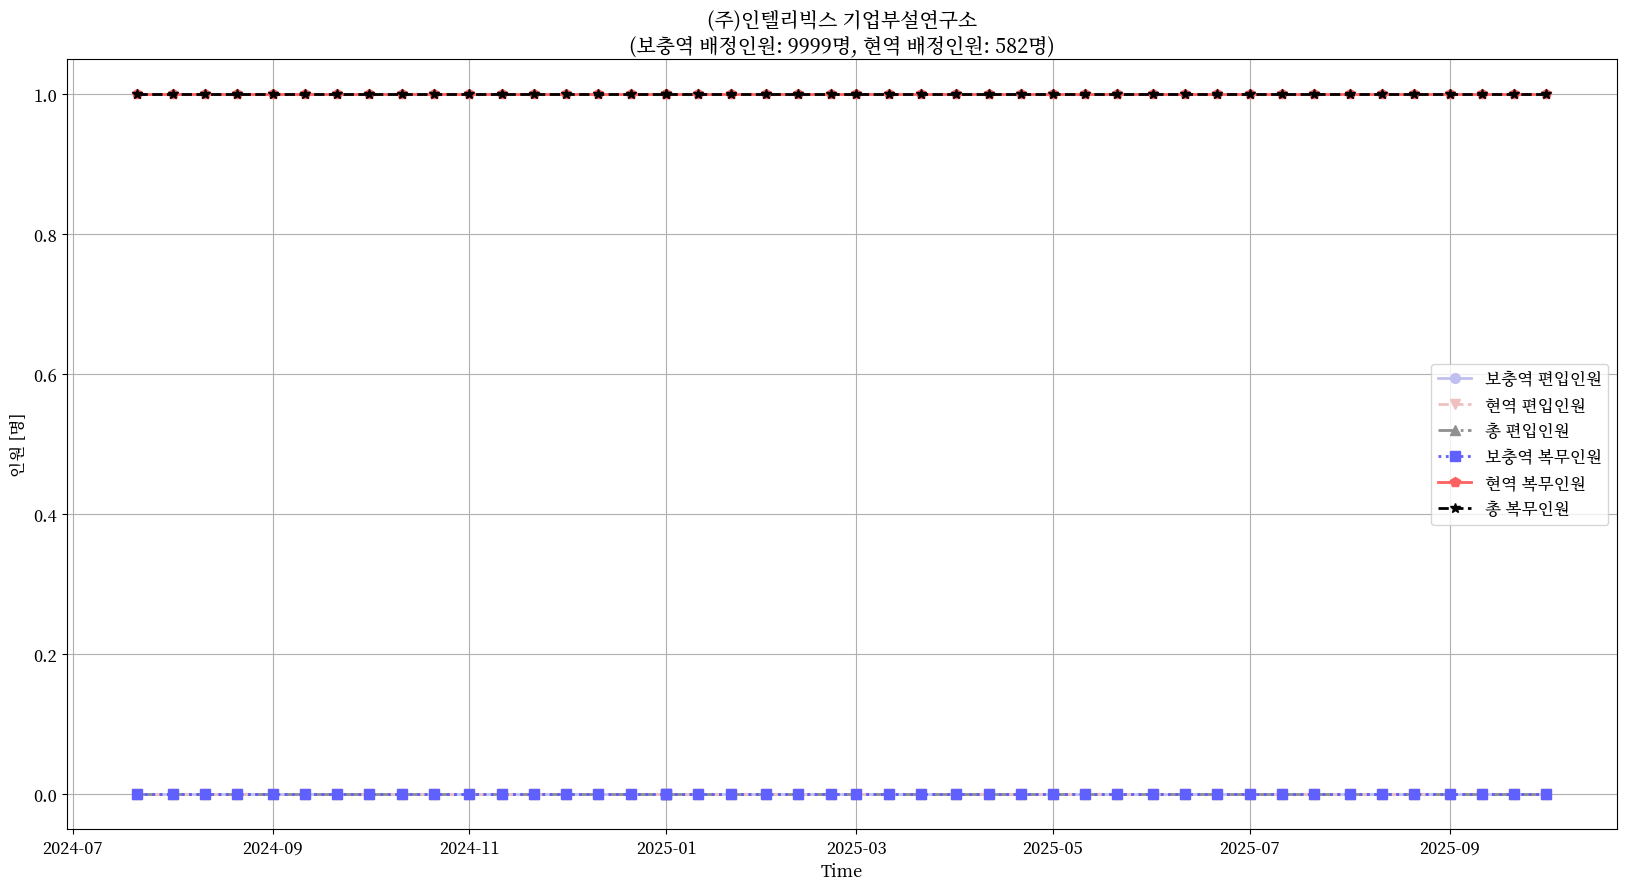 (주)인텔리빅스 기업부설연구소
(보충역 배정인원: 9999명, 현역 배정인원: 582명)
1.0
0.8
0.6
0.4
0.2
0.0
인원 [명]
보충역 편입인원
현역 편입인원
총 편입인원
보충역 복무인원
현역 복무인원
총 복무인원
2024-07
2024-09
2024-11
2025-01
2025-03
2025-05
2025-07
2025-09
Time